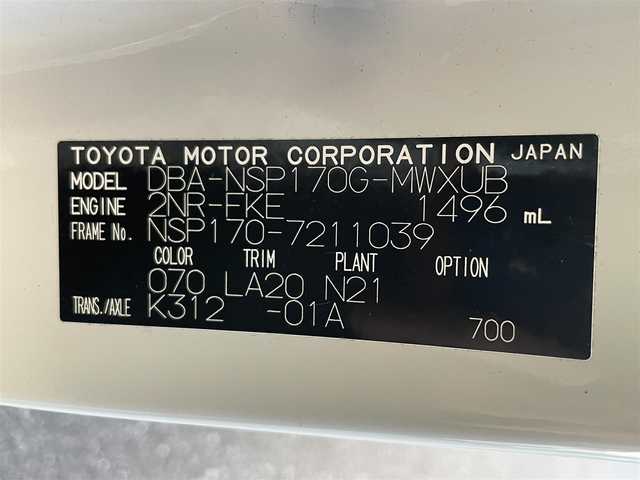 TOYOTA MOTOR CORPORATION JAPAN
MODEL DBA-NSP170G-MWXUB
ENGINE 2NR-FKE 1496 mL
FRAME No. NSP170-7211039
COLOR TRIM PLANT OPTION
070 LA20 N21
TRANS./AXLE K312 -01A
700